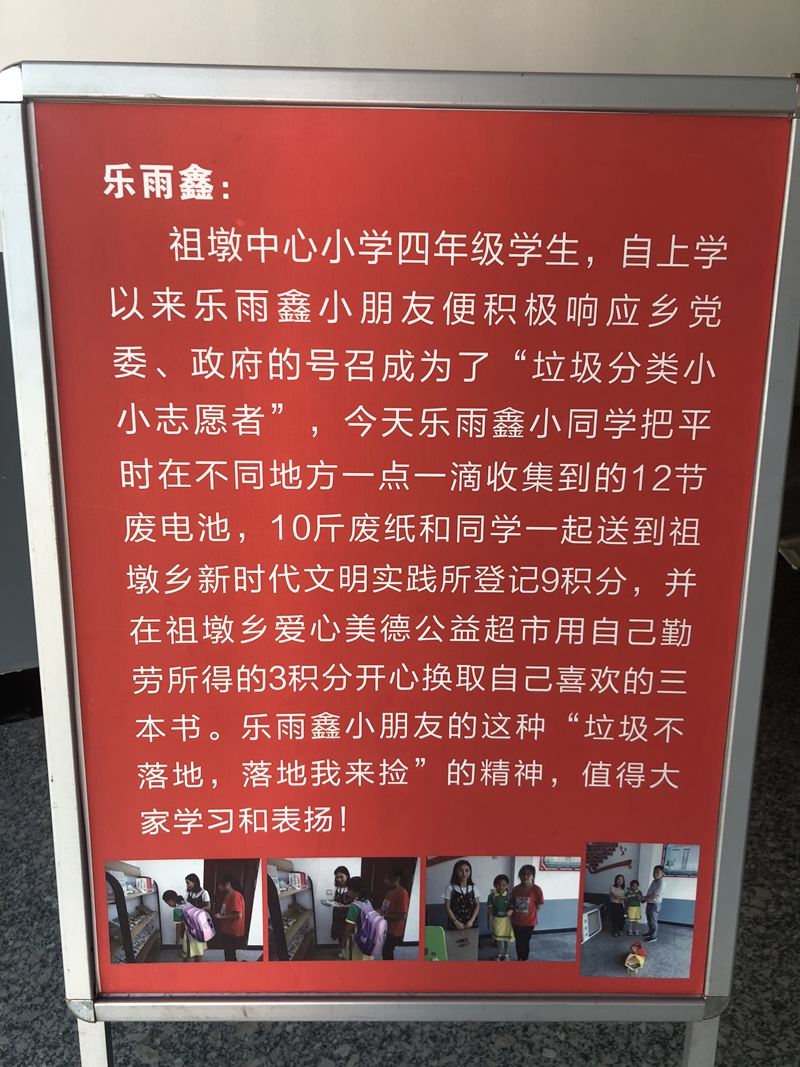 乐雨鑫：
祖墩中心小学四年级学生，自上学
以来乐雨鑫小朋友便积极响应乡党
委、政府的号召成为了“垃圾分类小
小志愿者”，今天乐雨鑫小同学把平
时在不同地方一点一滴收集到的12节
废电池，10斤废纸和同学一起送到祖
墩乡新时代文明实践所登记9积分，并
在祖墩乡爱心美德公益超市用自己勤
劳所得的3积分开心换取自己喜欢的三
本书。乐雨鑫小朋友的这种“垃圾不
落地，落地我来捡”的精神，值得大
家学习和表扬！